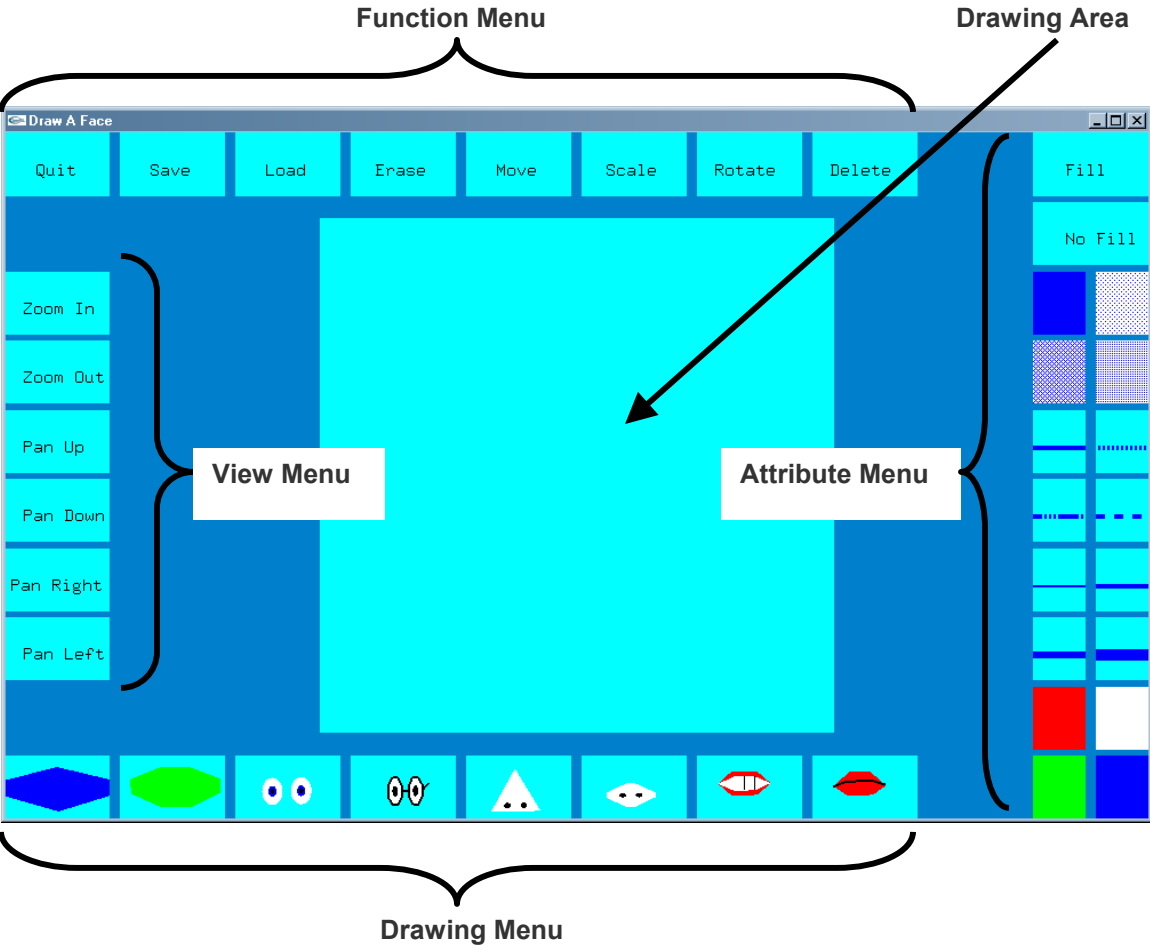 Function Menu
Drawing Area
Draw A Face
Quit
Save
Load
Erase
Move
Scale
Rotate
Delete
Fill
No Fill
Zoom In
Zoom Out
Pan Up
View Menu
Attribute Menu
Pan Down
Pan Right
Pan Left
Drawing Menu